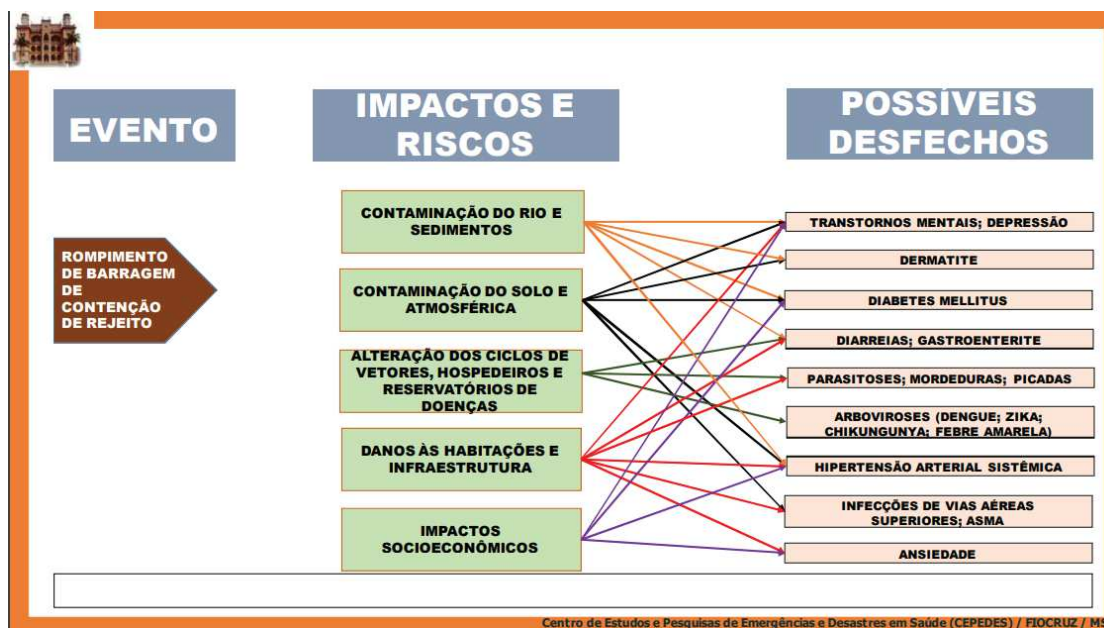 EVENTO
IMPACTOS E
RISCOS
POSSÍVEIS
DESFECHOS
ROMPIMENTO
DE BARRAGEM
DE
CONTENÇÃO
DE REJEITO
CONTAMINAÇÃO DO RIO E
SEDIMENTOS
CONTAMINAÇÃO DO SOLO E
ATMOSFÉRICA
ALTERAÇÃO DOS CICLOS DE
VETORES, HOSPEDEIROS E
RESERVATÓRIOS DE
DOENÇAS
DANOS ÀS HABITAÇÕES E
INFRAESTRUTURA
IMPACTOS
SOCIOECONÔMICOS
TRANSTORNOS MENTAIS; DEPRESSÃO
DERMATITE
DIABETES MELLITUS
DIARREIAS; GASTROENTERITE
PARASITOSES; MORDEDURAS; PICADAS
ARBOVIROSES (DENGUE; ZIKA;
CHIKUNGUNYA; FEBRE AMARELA)
HIPERTENSÃO ARTERIAL SISTÊMICA
INFECÇÕES DE VIAS AÉREAS
SUPERIORES; ASMA
ANSIEDADE
Centro de Estudos e Pesquisas de Emergências e Desastres em Saúde (CEPEDES) / FIOCRUZ / MS